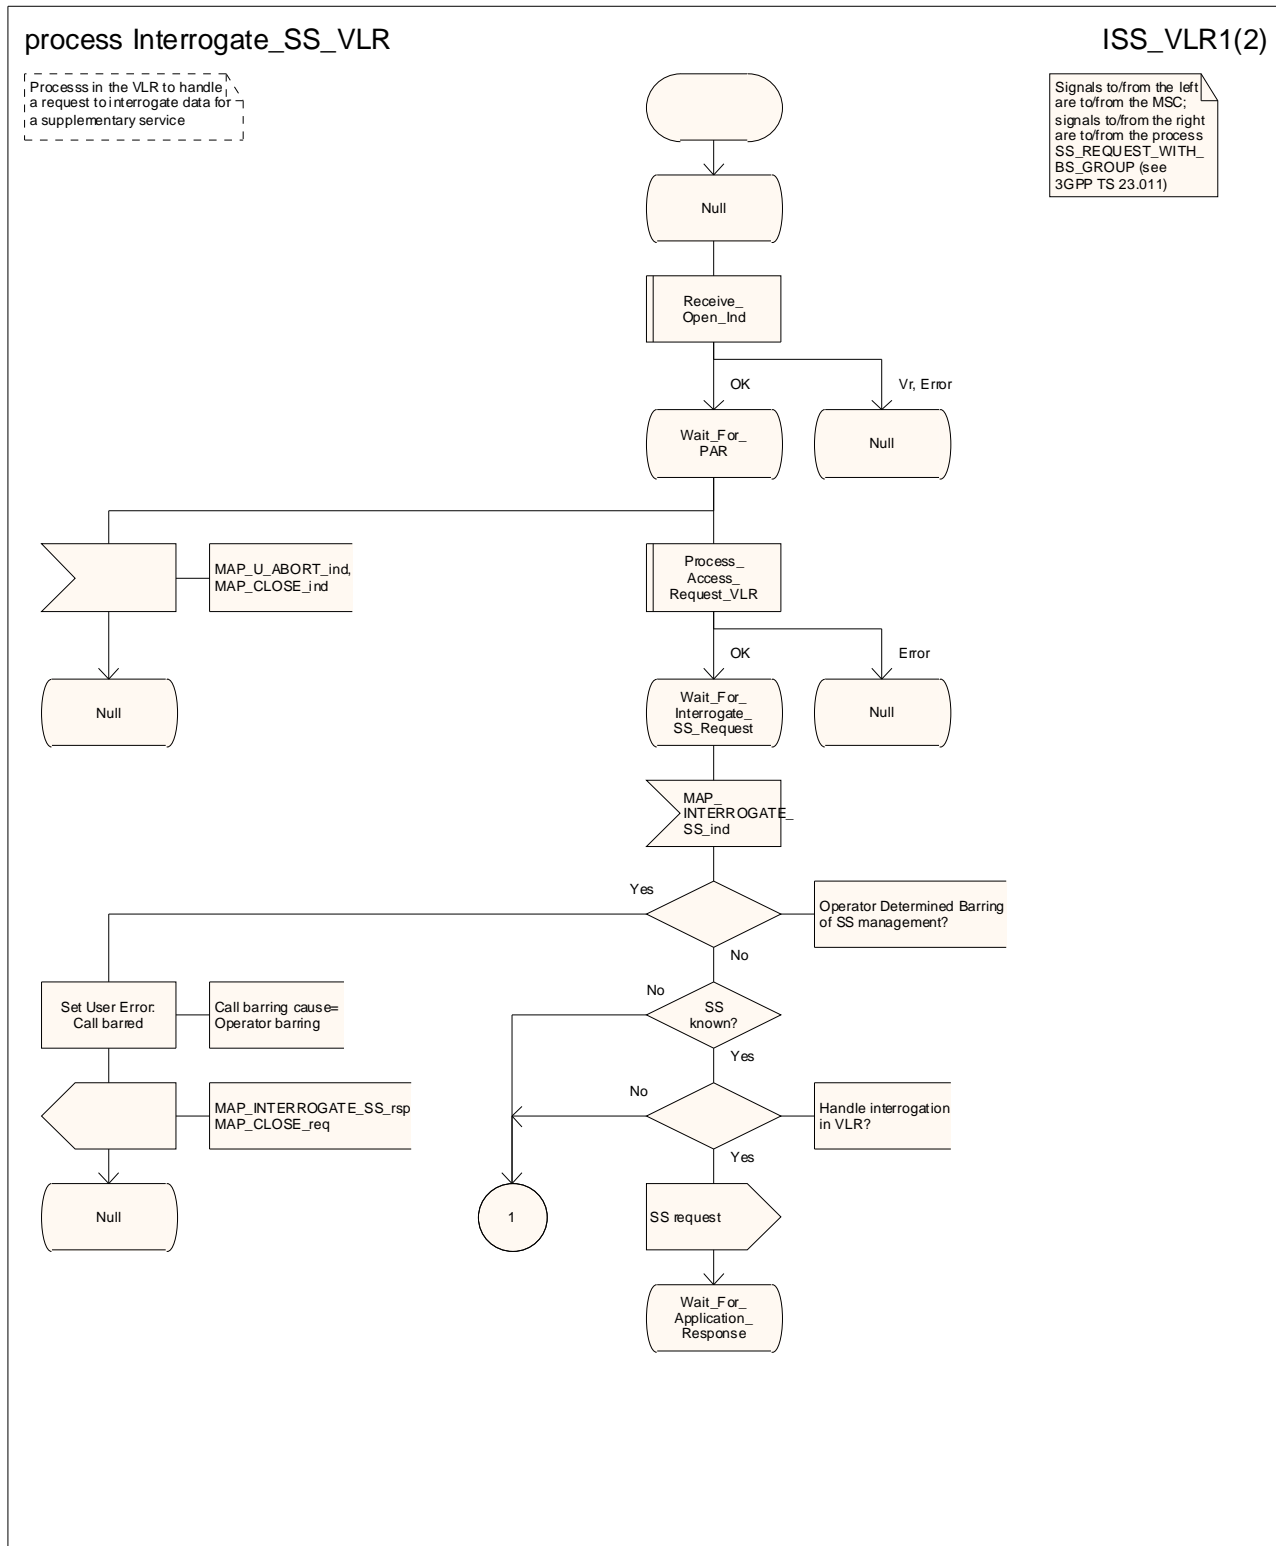 process Interrogate_SS_VLR
ISS_VLR1(2)
Processs in the VLR to handle
a request to interrogate data for
a supplementary service
Signals to/from the left
are to/from the MSC;
signals to/from the right
are to/from the process
SS_REQUEST_WITH_
BS_GROUP (see
3GPP TS 23.011)
Null
Receive_
Open_Ind
OK
Vr, Error
Wait_For_
PAR
Null
MAP_U_ABORT_ind,
MAP_CLOSE_ind
Process_
Access_
Request_VLR
OK
Error
Null
Wait_For_
Interrogate_
SS_Request
Null
MAP_
INTERROGATE_
SS_ind
Yes
Operator Determined Barring
of SS management?
No
Set User Error:
Call barred
Call barring cause=
Operator barring
No
SS
known?
Yes
MAP_INTERROGATE_SS_rsp
MAP_CLOSE_req
No
Handle interrogation
in VLR?
Yes
Null
1
SS request
Wait_For_
Application_
Response